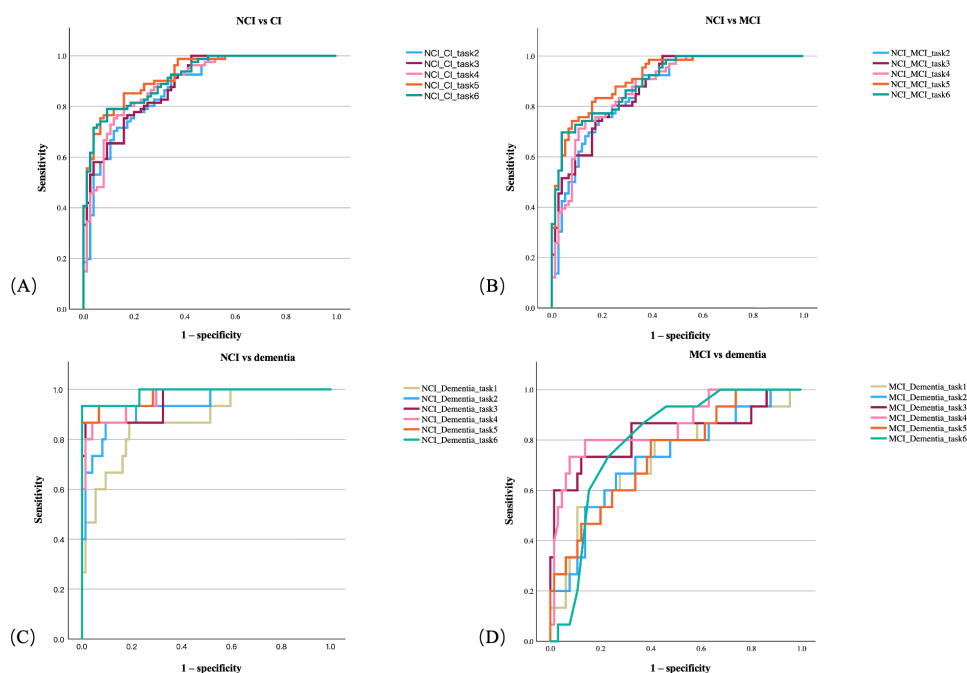 NCI vs CI
1.0
0.8
0.6
0.4
0.2
0.0
0.0
0.2
0.4
0.6
0.8
1.0
Sensitivity
1 – specificity
(A)
NCI_CI_task2
NCI_CI_task3
NCI_CI_task4
NCI_CI_task5
NCI_CI_task6
NCI vs MCI
1.0
0.8
0.6
0.4
0.2
0.0
0.0
0.2
0.4
0.6
0.8
1.0
Sensitivity
1 – specificity
(B)
NCI_MCI_task2
NCI_MCI_task3
NCI_MCI_task4
NCI_MCI_task5
NCI_MCI_task6
NCI vs dementia
1.0
0.8
0.6
0.4
0.2
0.0
0.0
0.2
0.4
0.6
0.8
1.0
Sensitivity
1 – specificity
(C)
NCI_Dementia_task1
NCI_Dementia_task2
NCI_Dementia_task3
NCI_Dementia_task4
NCI_Dementia_task5
NCI_Dementia_task6
MCI vs dementia
1.0
0.8
0.6
0.4
0.2
0.0
0.0
0.2
0.4
0.6
0.8
1.0
Sensitivity
1 – specificity
(D)
MCI_Dementia_task1
MCI_Dementia_task2
MCI_Dementia_task3
MCI_Dementia_task4
MCI_Dementia_task5
MCI_Dementia_task6